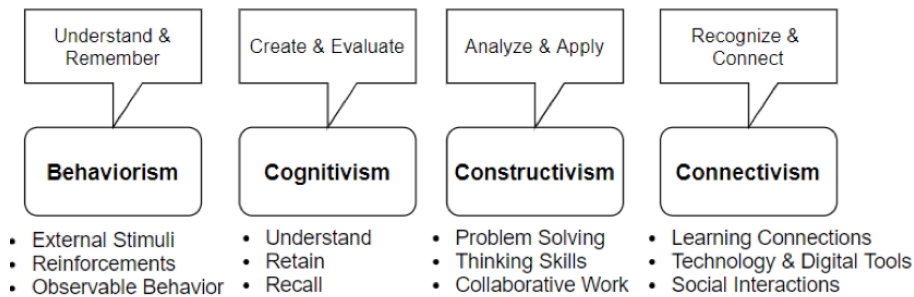 Understand &
Remember
Create & Evaluate
Analyze & Apply
Recognize &
Connect
Behaviorism
Cognitivism
Constructivism
Connectivism
• External Stimuli
• Reinforcements
• Observable Behavior
• Understand
• Retain
• Recall
• Problem Solving
• Thinking Skills
• Collaborative Work
• Learning Connections
• Technology & Digital Tools
• Social Interactions